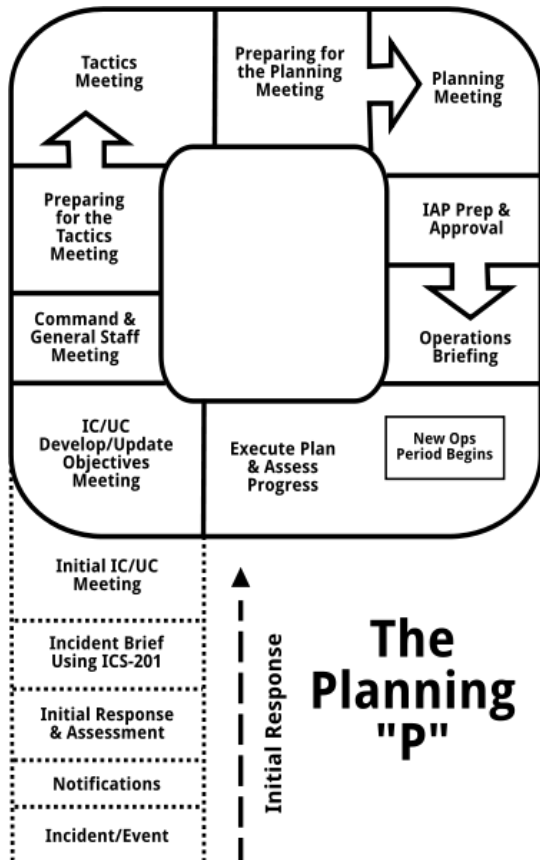 Tactics
Meeting
Preparing for
the Planning
Meeting
Planning
Meeting
Preparing
for the
Tactics
Meeting
IAP Prep &
Approval
Command &
General Staff
Meeting
Operations
Briefing
IC/UC
Develop/Update
Objectives
Meeting
Execute Plan
& Assess
Progress
New Ops
Period Begins
Initial IC/UC
Meeting
Incident Brief
Using ICS-201
Initial Response
& Assessment
Notifications
Incident/Event
Initial Response
The
Planning
"P"